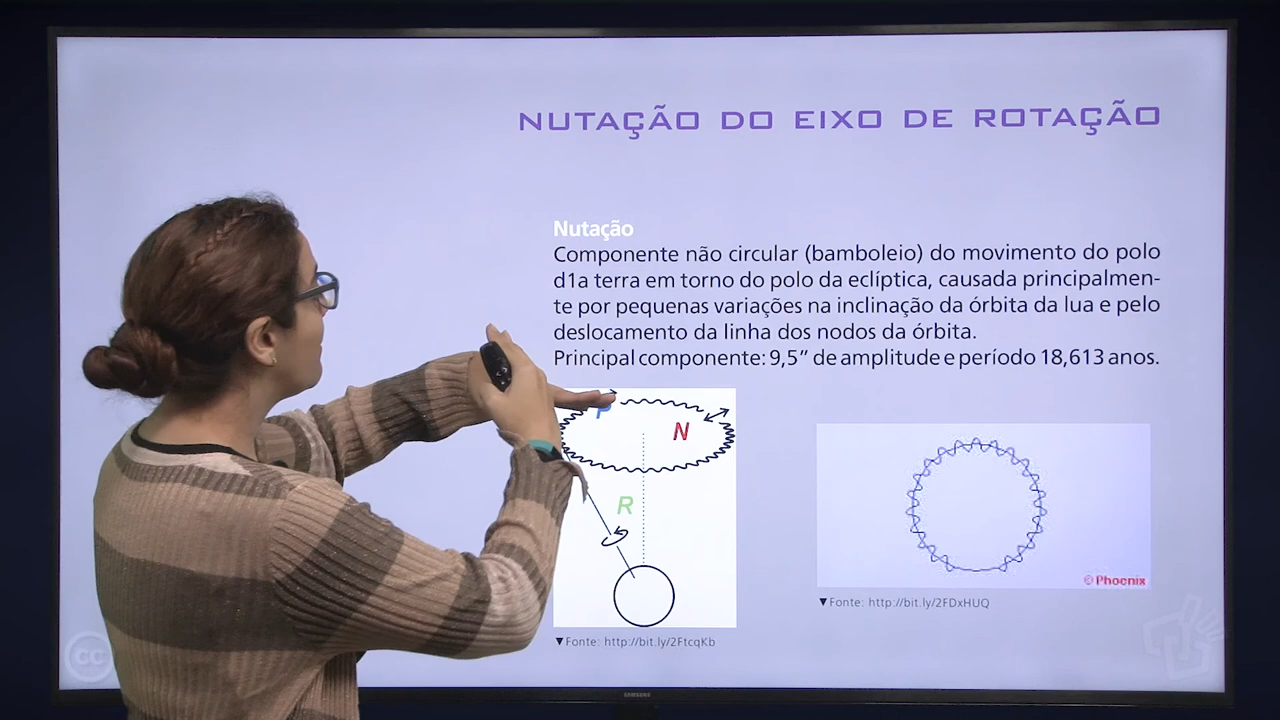 NUTAÇÃO DO EIXO DE ROTAÇÃO
Nutação
Componente não circular (bamboleio) do movimento do polo
d1a terra em torno do polo da eclíptica, causada principalmen-
te por pequenas variações na inclinação da órbita da lua e pelo
deslocamento da linha dos nodos da órbita.
Principal componente: 9,5” de amplitude e período 18,613 anos.
P
N
R
© Phoenix
▼Fonte: http://bit.ly/2FDxHUQ
▼Fonte: http://bit.ly/2FtcqKb
cc
SAMSUNG